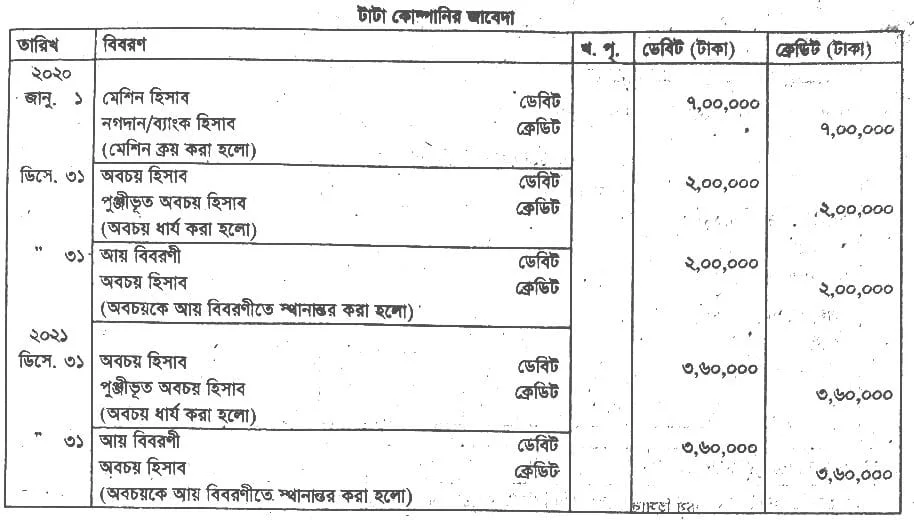 টাটা কোম্পানির জাবেদা
তারিখ বিবরণ খ. পৃ. ডেবিট (টাকা) ক্রেডিট (টাকা)
২০২০
জানু. ১ মেশিন হিসাব ডেবিট ৭,০০,০০০
নগদান/ব্যাংক হিসাব ক্রেডিট ৭,০০,০০০
(মেশিন ক্রয় করা হলো)
ডিসে. ৩১ অবচয় হিসাব ডেবিট ২,০০,০০০
পুঞ্জীভূত অবচয় হিসাব ক্রেডিট ২,০০,০০০
(অবচয় ধার্য করা হলো)
" ৩১ আয় বিবরণী ডেবিট ২,০০,০০০
অবচয় হিসাব ক্রেডিট ২,০০,০০০
(অবচয়কে আয় বিবরণীতে স্থানান্তর করা হলো)
২০২১
ডিসে. ৩১ অবচয় হিসাব ডেবিট ৩,৬০,০০০
পুঞ্জীভূত অবচয় হিসাব ক্রেডিট ৩,৬০,০০০
(অবচয় ধার্য করা হলো)
" ৩১ আয় বিবরণী ডেবিট ৩,৬০,০০০
অবচয় হিসাব ক্রেডিট ৩,৬০,০০০
(অবচয়কে আয় বিবরণীতে স্থানান্তর করা হলো)